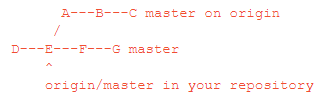 A---B---C master on origin
/
D---E---F---G master
^
origin/master in your repository